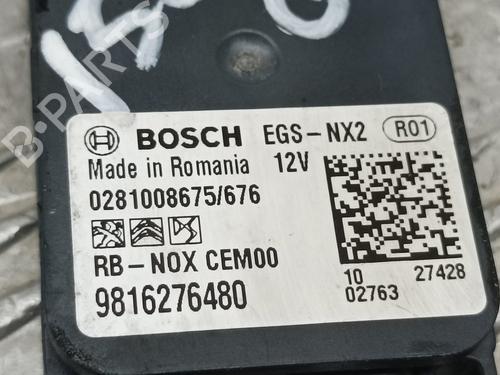 B-PARTS
BOSCH EGS-NX2 R01
Made in Romania 12V
0281008675/676
RB-NOX CEM00
10 27428
02763
9816276480